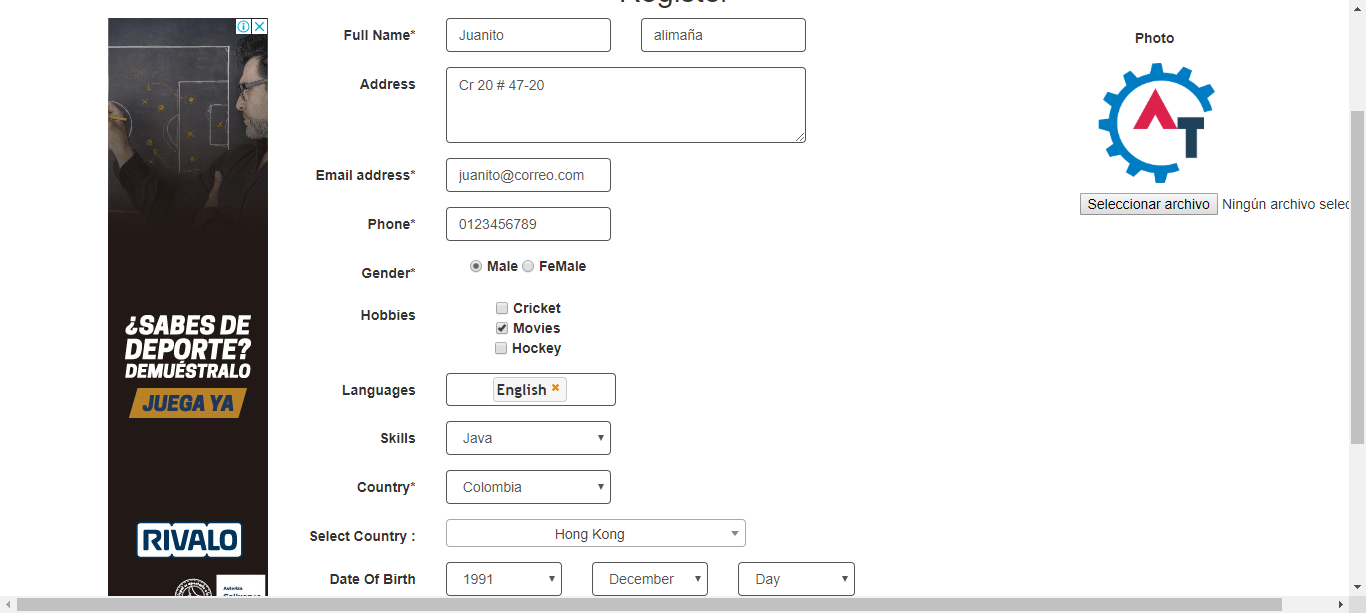 Register
Full Name*
Juanito
alimaña
Address
Cr 20 # 47-20
Email address*
juanito@correo.com
Phone*
0123456789
Gender*
Male
FeMale
Hobbies
Cricket
Movies
Hockey
Languages
English
Skills
Java
Country*
Colombia
Select Country :
Hong Kong
Date Of Birth
1991
December
Day
Photo
AT
Seleccionar archivo
Ningún archivo selec
¿SABES DE
DEPORTE?
DEMUÉSTRALO
JUEGA YA
RIVALO
Autoriza